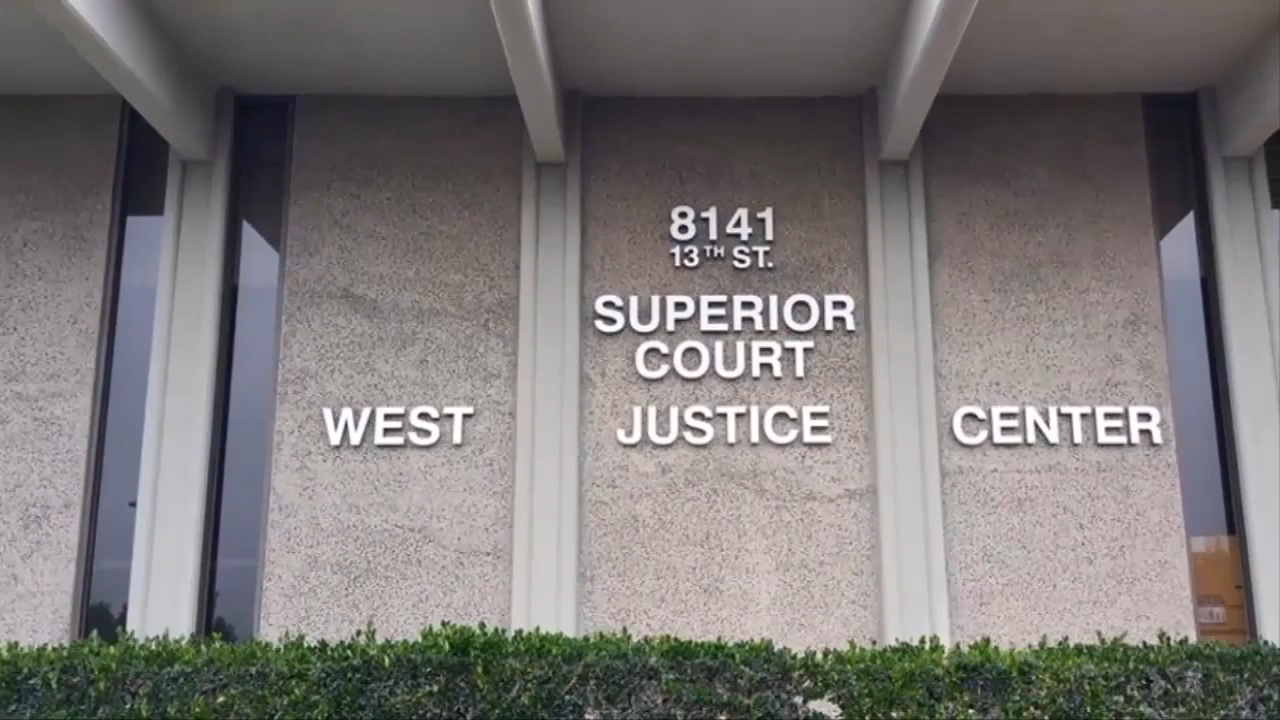 8141
13TH ST.
SUPERIOR
COURT
WEST JUSTICE CENTER